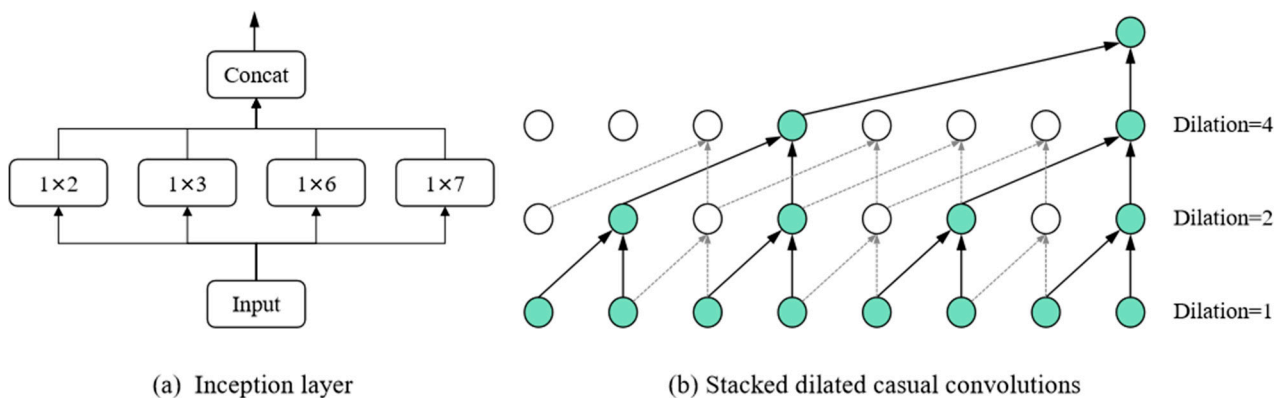 Concat
1×2
1×3
1×6
1×7
Input
(a) Inception layer
Dilation=4
Dilation=2
Dilation=1
(b) Stacked dilated casual convolutions